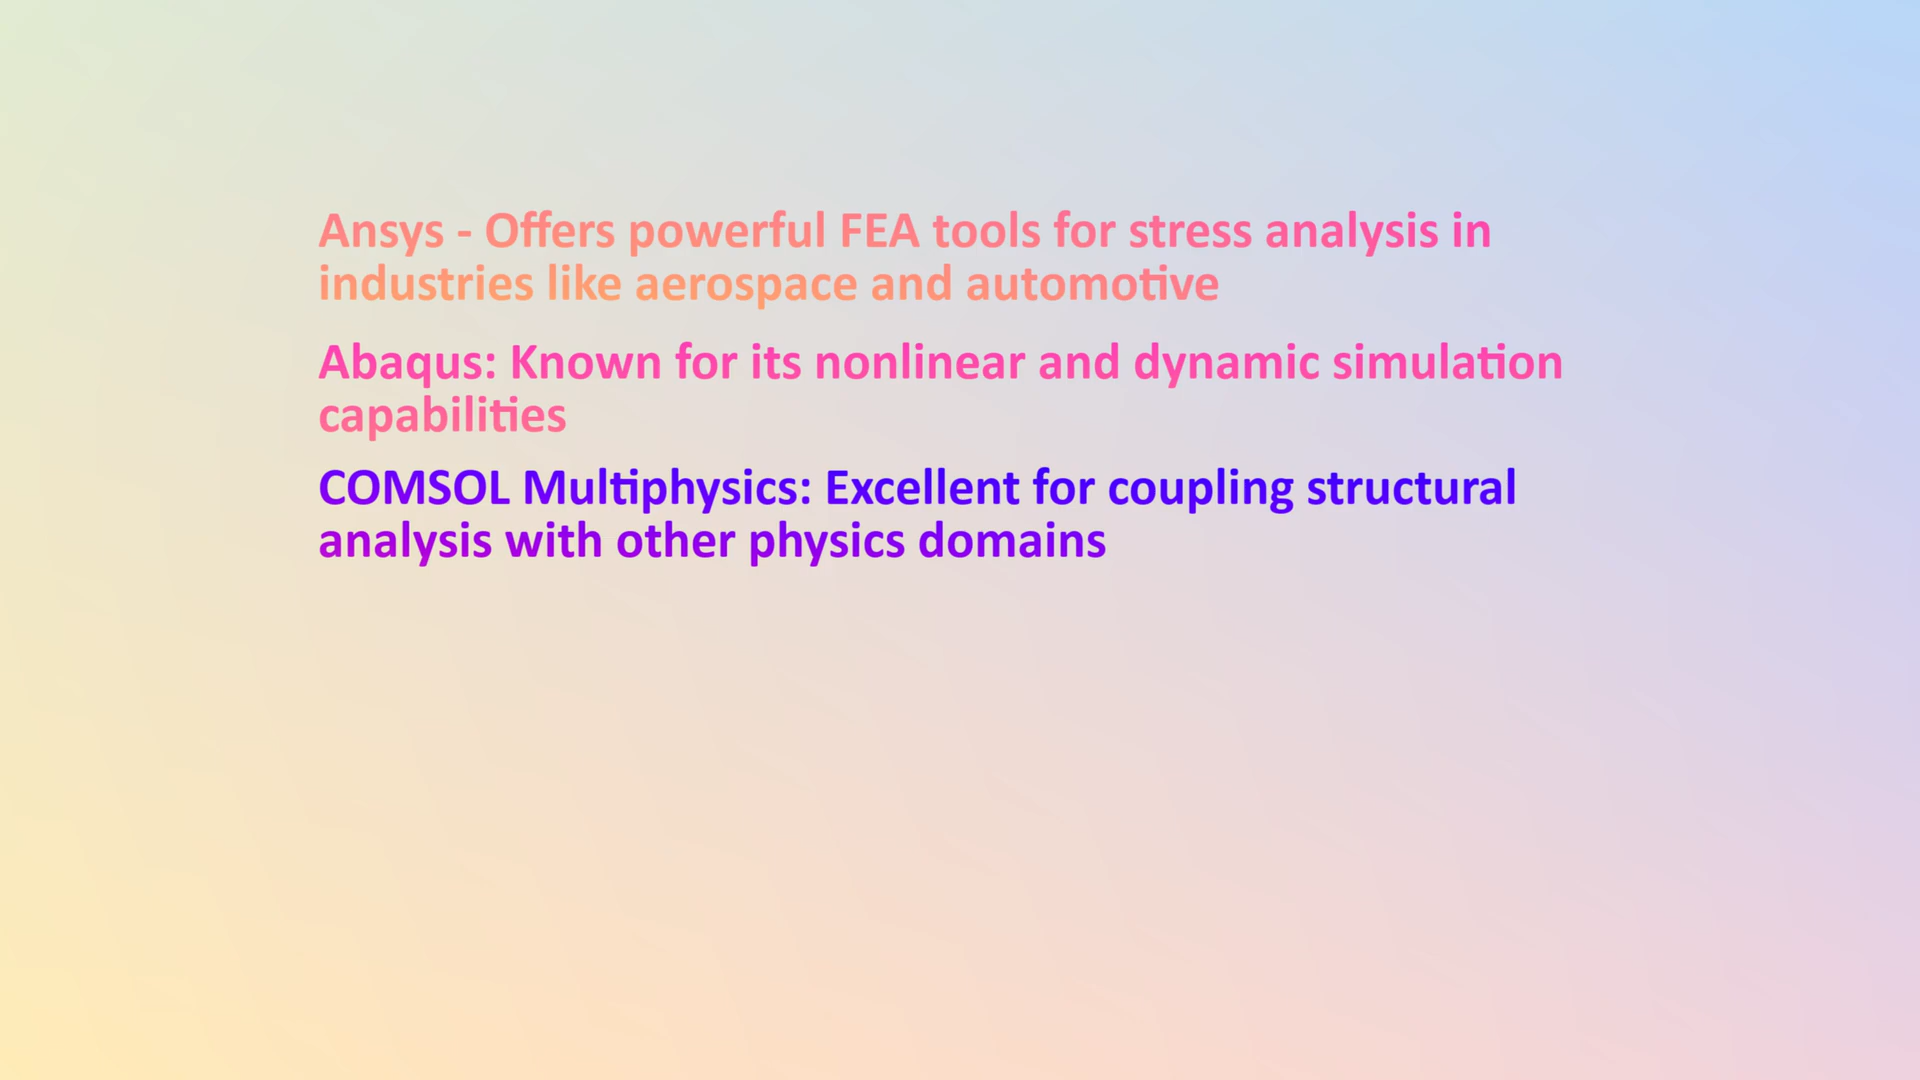 Ansys - Offers powerful FEA tools for stress analysis in
industries like aerospace and automotive
Abaqus: Known for its nonlinear and dynamic simulation
capabilities
COMSOL Multiphysics: Excellent for coupling structural
analysis with other physics domains